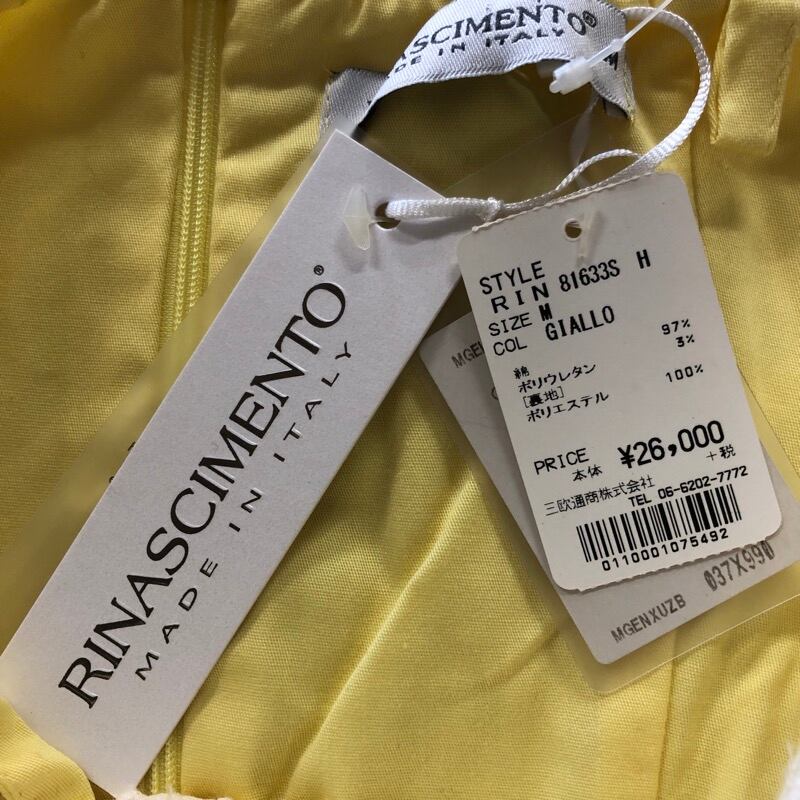 RINASCIMENTO®
MADE IN ITALY
RINASCIMENTO®
MADE IN ITALY
STYLE
RIN 81633S H
SIZE M
COL GIALLO
綿 97%
ポリウレタン 3%
[裏地]
ポリエステル 100%
PRICE 本体 ¥26,000 +税
三欧通商株式会社
TEL 06-6202-7772
0110001075492
MGENXUZB 037X990